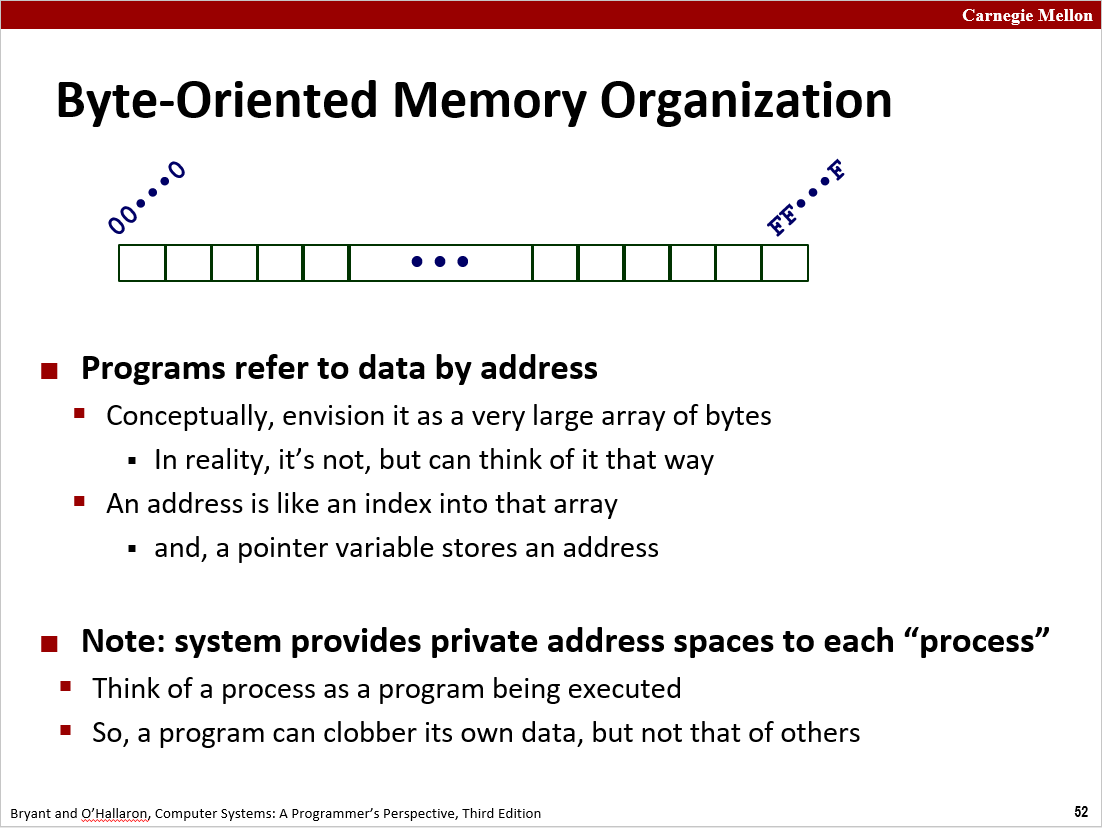 Carnegie Mellon
Byte-Oriented Memory Organization
00•••0
FF•••F
•••
■ Programs refer to data by address
▪ Conceptually, envision it as a very large array of bytes
▪ In reality, it’s not, but can think of it that way
▪ An address is like an index into that array
▪ and, a pointer variable stores an address
■ Note: system provides private address spaces to each “process”
▪ Think of a process as a program being executed
▪ So, a program can clobber its own data, but not that of others
Bryant and O’Hallaron, Computer Systems: A Programmer’s Perspective, Third Edition
52